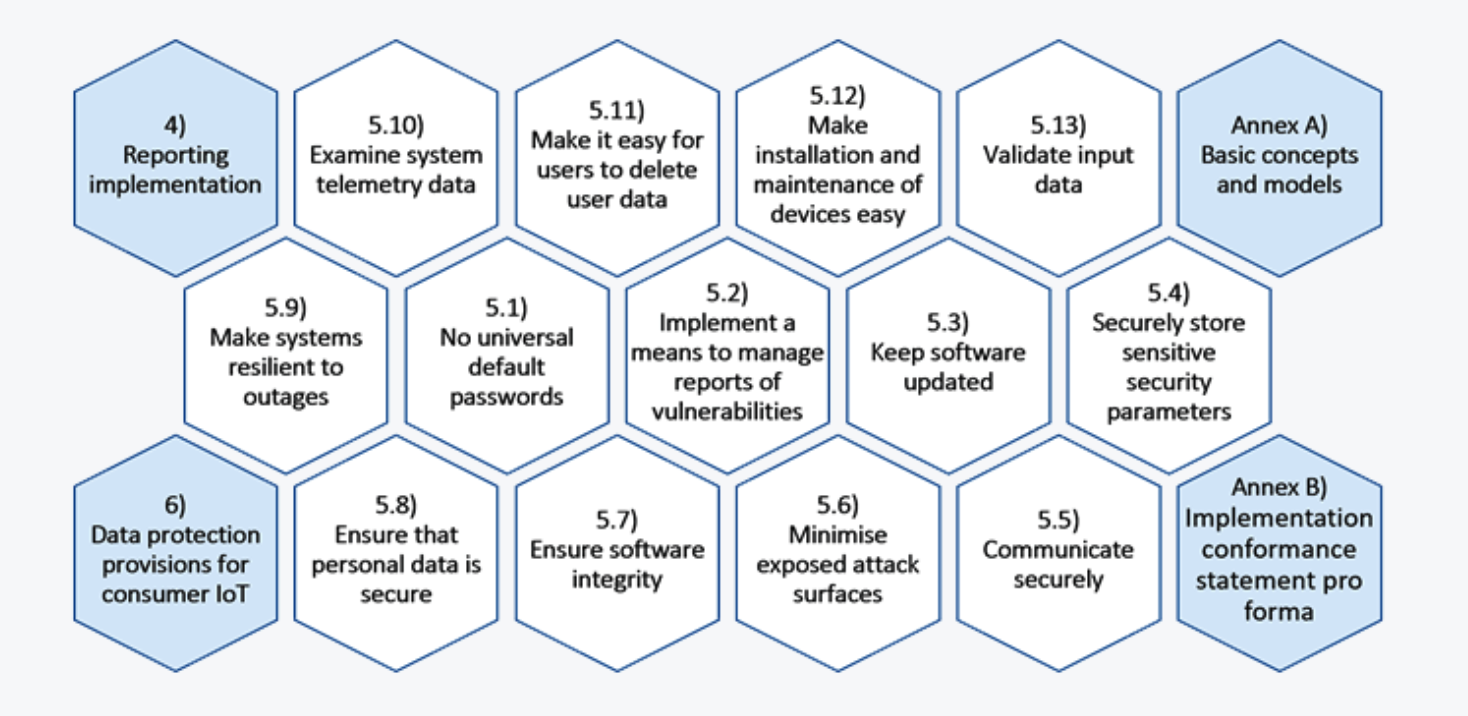 4)
Reporting
implementation
5.10)
Examine system
telemetry data
5.11)
Make it easy for
users to delete
user data
5.12)
Make
installation and
maintenance of
devices easy
5.13)
Validate input
data
Annex A)
Basic concepts
and models
5.9)
Make systems
resilient to
outages
5.1)
No universal
default
passwords
5.2)
Implement a
means to manage
reports of
vulnerabilities
5.3)
Keep software
updated
5.4)
Securely store
sensitive
security
parameters
6)
Data protection
provisions for
consumer IoT
5.8)
Ensure that
personal data is
secure
5.7)
Ensure software
integrity
5.6)
Minimise
exposed attack
surfaces
5.5)
Communicate
securely
Annex B)
Implementation
conformance
statement pro
forma